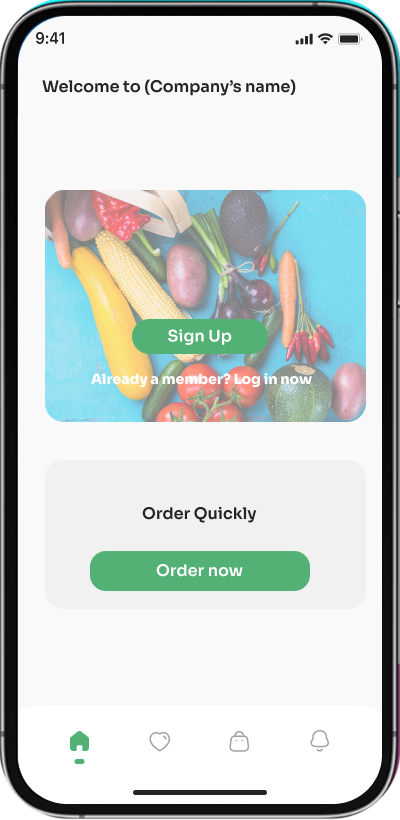 9:41
Welcome to (Company’s name)
Sign Up
Already a member? Log in now
Order Quickly
Order now